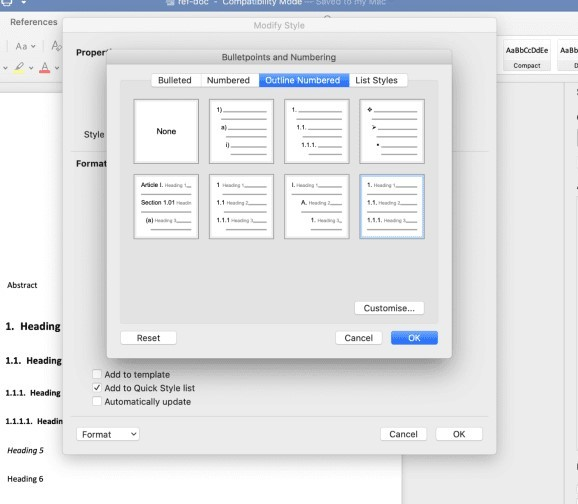 ref-doc - Compatibility Mode — Saved to my Mac
References
Modify Style
Aa
A
AaBbCcDdEe
AaBb
Compact
Propert
Bulletpoints and Numbering
Bulleted
Numbered
Outline Numbered
List Styles
None
1)
a)
i)
1.
1.1.
1.1.1.
Style
Format
Article I. Heading 1
Section 1.01 Headin
(a) Heading 3
1 Heading 1
1.1 Heading 2
1.1.1 Heading 3
I. Heading 1
A. Heading 2
1. Heading 3
1. Heading 1
1.1. Heading 2
1.1.1. Heading 3
Customise...
Reset
Cancel
OK
Abstract
1. Heading
1.1. Heading
1.1.1. Heading
1.1.1.1. Headin
Heading 5
Heading 6
Add to template
Add to Quick Style list
Automatically update
Format
Cancel
OK